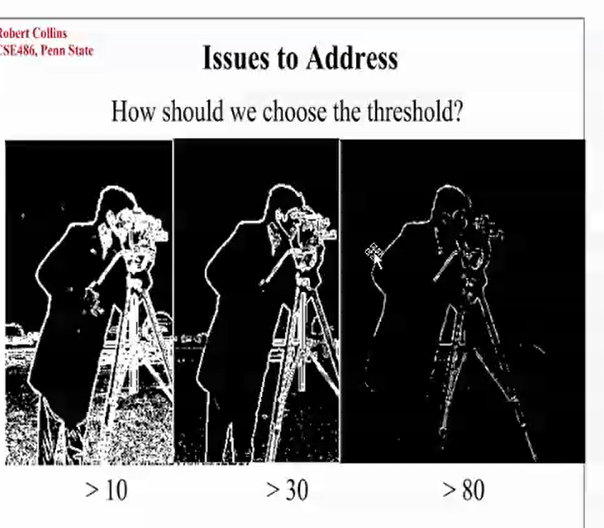 Robert Collins
CSE486, Penn State
Issues to Address
How should we choose the threshold?
> 10
> 30
> 80